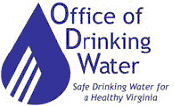 Office of
Drinking
Water
Safe Drinking Water for
a Healthy Virginia